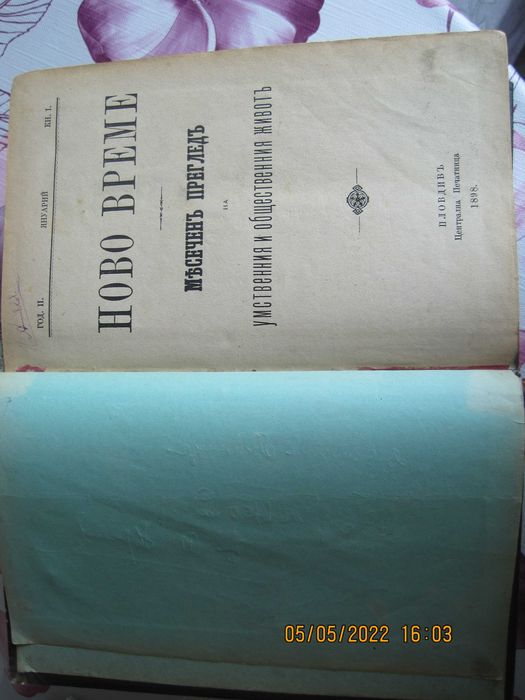 ГОД. II. ЯНУАРИЙ КН. 1.
НОВО ВРЕМЕ
МѢСЕЧЕНЪ ПРЕГЛЕДЪ
НА
УМСТВЕННИЯ И ОБЩЕСТВЕННИЯ ЖИВОТЪ
ПЛОВДИВЪ
Централна Печатница
1898.
05/05/2022 16:03